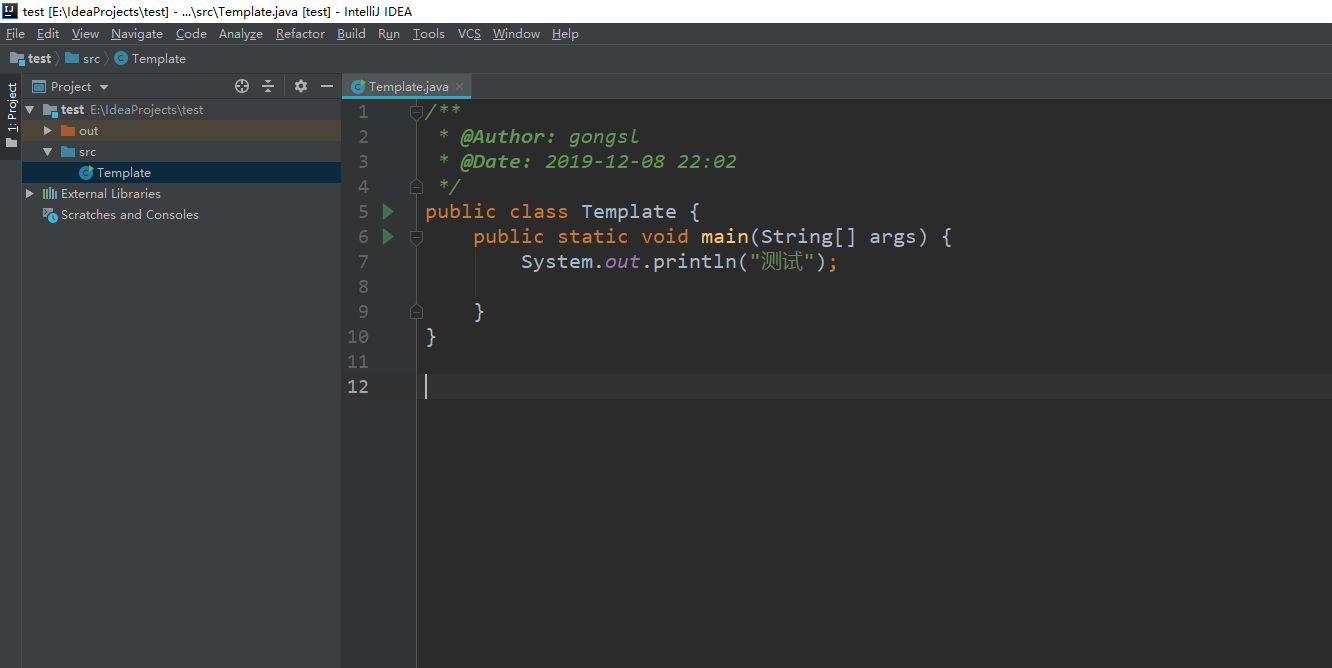 test [E:\IdeaProjects\test] - ...\src\Template.java [test] - IntelliJ IDEA
File Edit View Navigate Code Analyze Refactor Build Run Tools VCS Window Help
test src Template
1: Project
Project
test E:\IdeaProjects\test
out
src
Template
External Libraries
Scratches and Consoles
Template.java
1 /**
2 * @Author: gongsl
3 * @Date: 2019-12-08 22:02
4 */
5 public class Template {
6 public static void main(String[] args) {
7 System.out.println("测试");
8
9 }
10 }
11
12